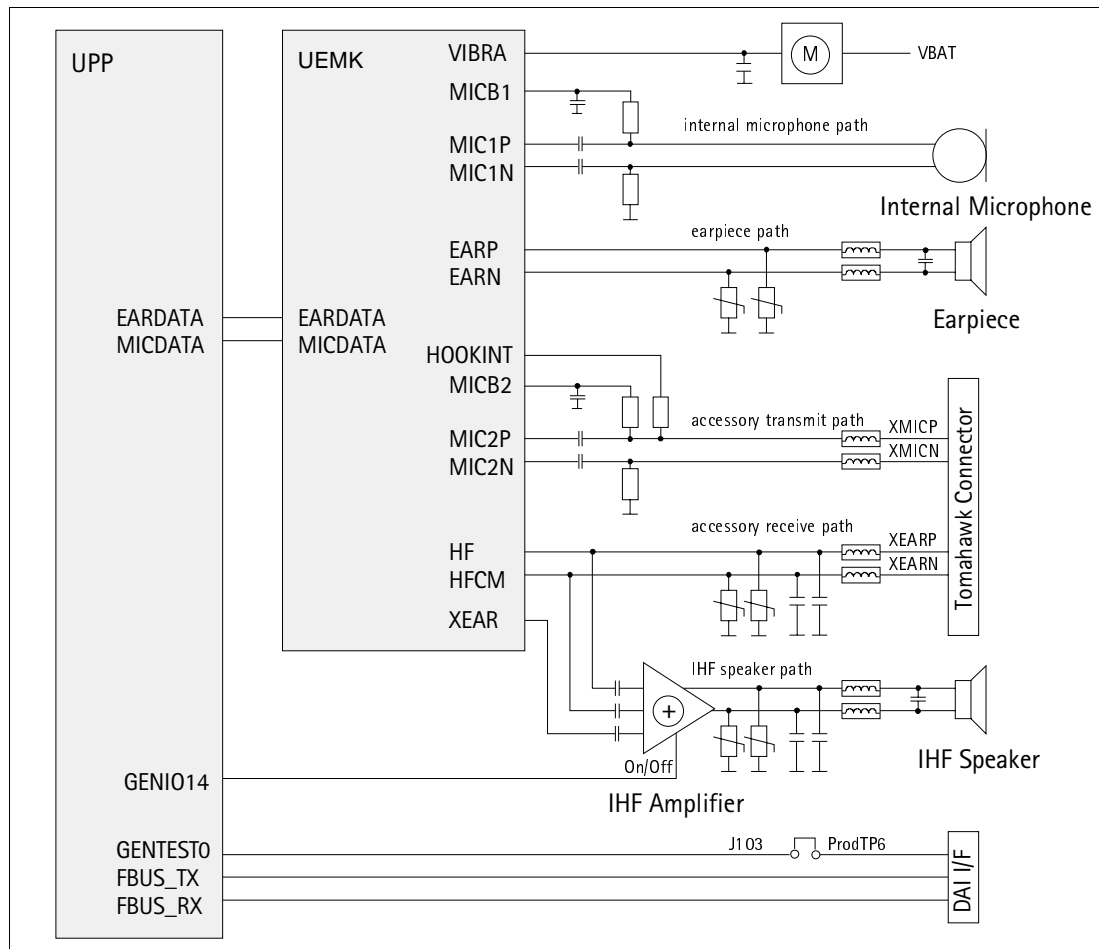 UPP
UEMK
VIBRA
M
VBAT
MICB1
internal microphone path
MIC1P
MIC1N
Internal Microphone
EARP
earpiece path
EARN
Earpiece
EARDATA
MICDATA
EARDATA
MICDATA
HOOKINT
MICB2
MIC2P
accessory transmit path
XMICP
MIC2N
XMICN
HF
accessory receive path
XEARP
HFCM
XEARN
Tomahawk Connector
XEAR
IHF speaker path
+
On/Off
IHF Speaker
GENIO14
IHF Amplifier
GENTEST0
J103
ProdTP6
FBUS_TX
FBUS_RX
DAI I/F